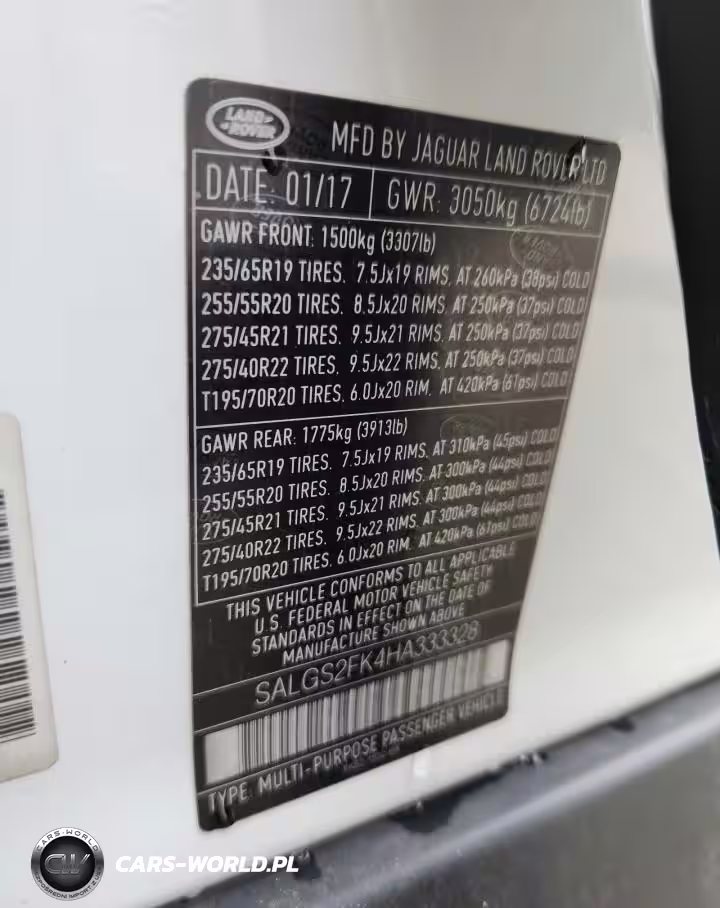 LAND
ROVER
MFD BY JAGUAR LAND ROVER LTD
DATE: 01/17 GWR: 3050kg (6724lb)
GAWR FRONT: 1500kg (3307lb)
235/65R19 TIRES, 7.5Jx19 RIMS, AT 260kPa (38psi) COLD
255/55R20 TIRES, 8.5Jx20 RIMS, AT 250kPa (37psi) COLD
275/45R21 TIRES, 9.5Jx21 RIMS, AT 250kPa (37psi) COLD
275/40R22 TIRES, 9.5Jx22 RIMS, AT 250kPa (37psi) COLD
T195/70R20 TIRES, 6.0Jx20 RIM, AT 420kPa (61psi) COLD
GAWR REAR: 1775kg (3913lb)
235/65R19 TIRES, 7.5Jx19 RIMS, AT 310kPa (45psi) COLD
255/55R20 TIRES, 8.5Jx20 RIMS, AT 300kPa (44psi) COLD
275/45R21 TIRES, 9.5Jx21 RIMS, AT 300kPa (44psi) COLD
275/40R22 TIRES, 9.5Jx22 RIMS, AT 300kPa (44psi) COLD
T195/70R20 TIRES, 6.0Jx20 RIM, AT 420kPa (61psi) COLD
THIS VEHICLE CONFORMS TO ALL APPLICABLE
U.S. FEDERAL MOTOR VEHICLE SAFETY
STANDARDS IN EFFECT ON THE DATE OF
MANUFACTURE SHOWN ABOVE
SALGS2FK4HA333328
TYPE: MULTI-PURPOSE PASSENGER VEHICLE
CARS-WORLD
CW
CARS-WORLD.PL